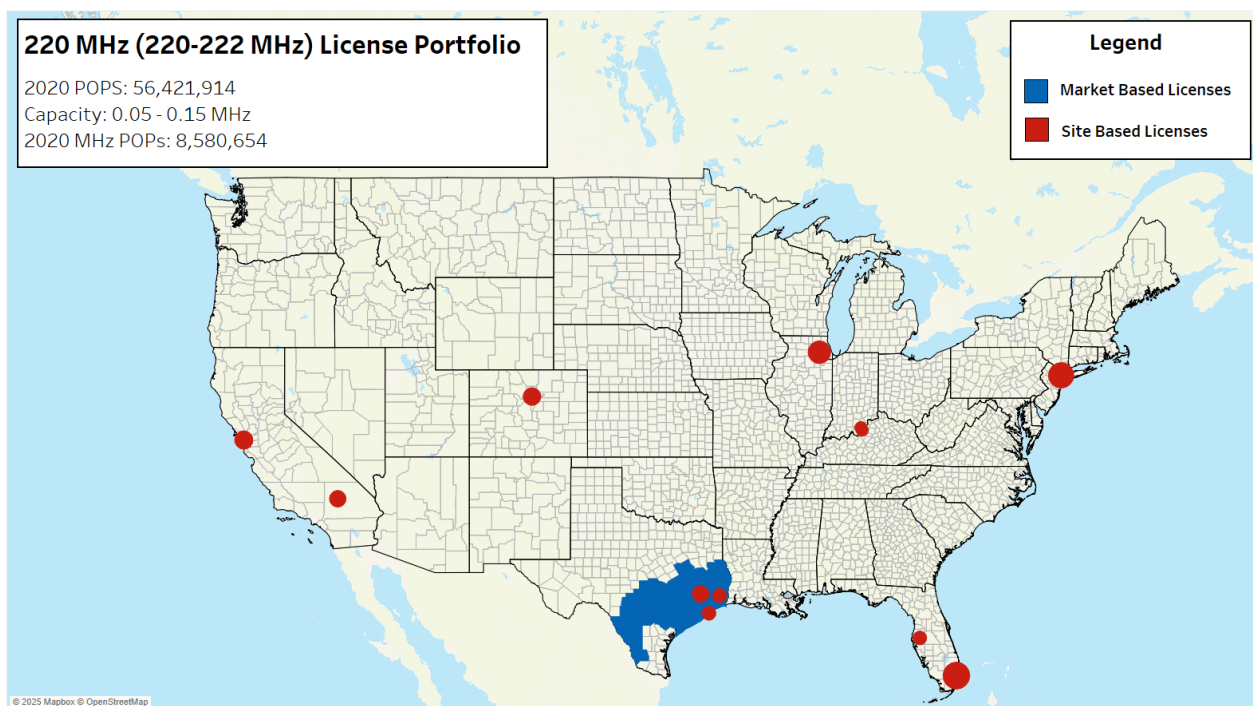 220 MHz (220-222 MHz) License Portfolio
2020 POPS: 56,421,914
Capacity: 0.05 - 0.15 MHz
2020 MHz POPs: 8,580,654
Legend
Market Based Licenses
Site Based Licenses
© 2025 Mapbox © OpenStreetMap